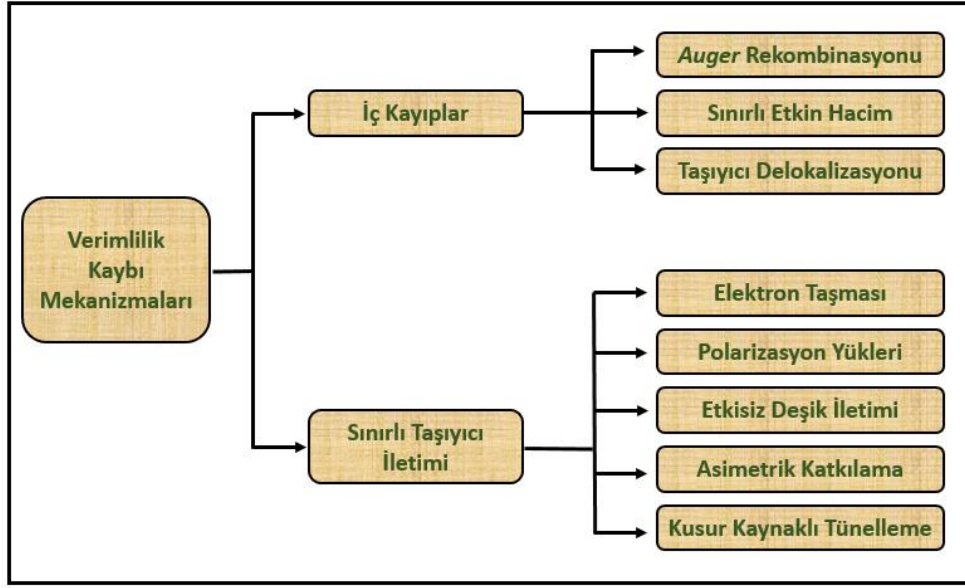 Verimlilik
Kaybı
Mekanizmaları
İç Kayıplar
Auger Rekombinasyonu
Sınırlı Etkin Hacim
Taşıyıcı Delokalizasyonu
Sınırlı Taşıyıcı
İletimi
Elektron Taşması
Polarizasyon Yükleri
Etkisiz Deşik İletimi
Asimetrik Katkılama
Kusur Kaynaklı Tünelleme